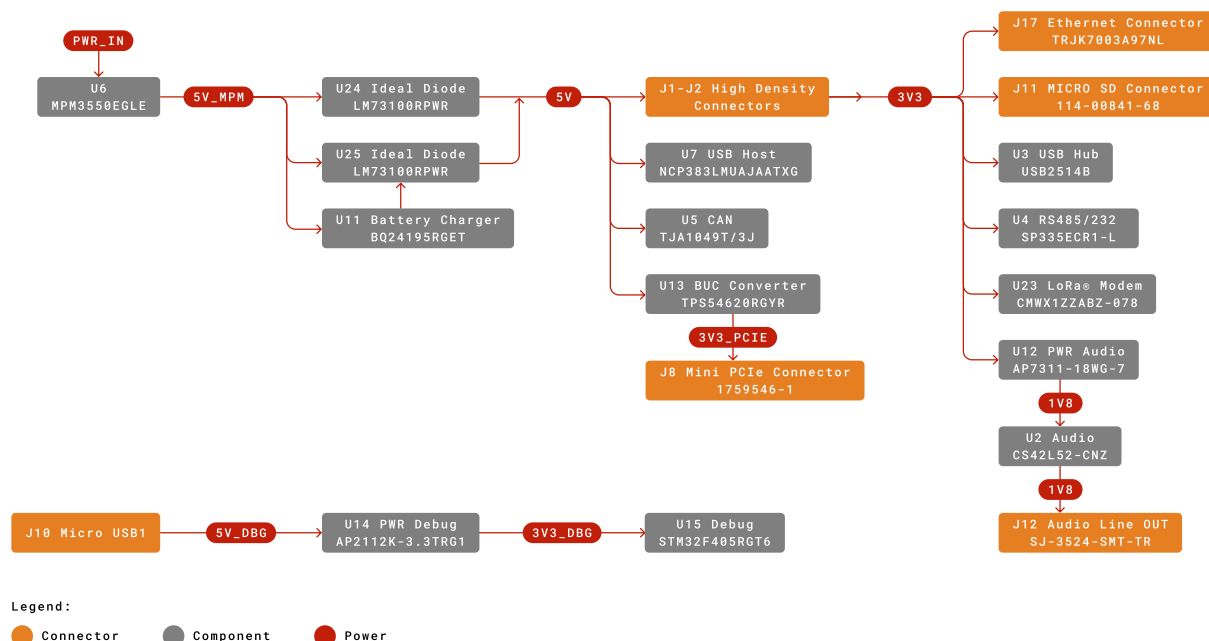 PWR_IN
U6
MPM3550EGLE
5V_MPM
U24 Ideal Diode
LM73100RPWR
U25 Ideal Diode
LM73100RPWR
U11 Battery Charger
BQ24195RGET
5V
J1-J2 High Density
Connectors
U7 USB Host
NCP383LMUAJAATXG
U5 CAN
TJA1049T/3J
U13 BUC Converter
TPS54620RGYR
3V3_PCIE
J8 Mini PCIe Connector
1759546-1
3V3
J17 Ethernet Connector
TRJK7003A97NL
J11 MICRO SD Connector
114-00841-68
U3 USB Hub
USB2514B
U4 RS485/232
SP335ECR1-L
U23 LoRa® Modem
CMWX1ZZABZ-078
U12 PWR Audio
AP7311-18WG-7
1V8
U2 Audio
CS42L52-CNZ
1V8
J12 Audio Line OUT
SJ-3524-SMT-TR
J10 Micro USB1
5V_DBG
U14 PWR Debug
AP2112K-3.3TRG1
3V3_DBG
U15 Debug
STM32F405RGT6
Legend:
Connector
Component
Power